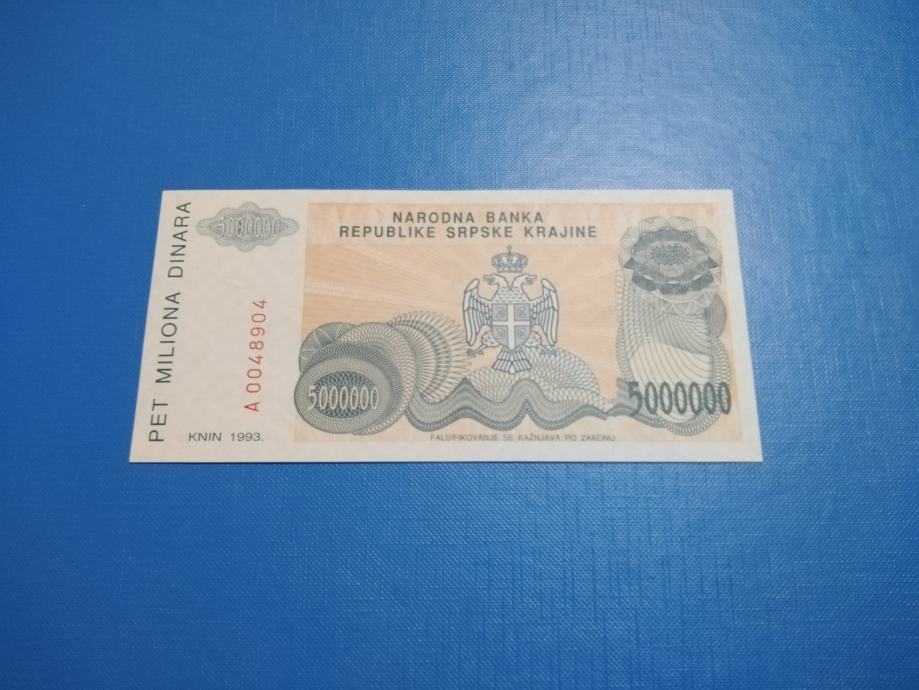 PET MILIONA DINARA
5000000
NARODNA BANKA
REPUBLIKE SRPSKE KRAJINE
A 0048904
5000000
5000000
KNIN 1993.
FALSIFIKOVANJE SE KAŽNJAVA PO ZAKONU